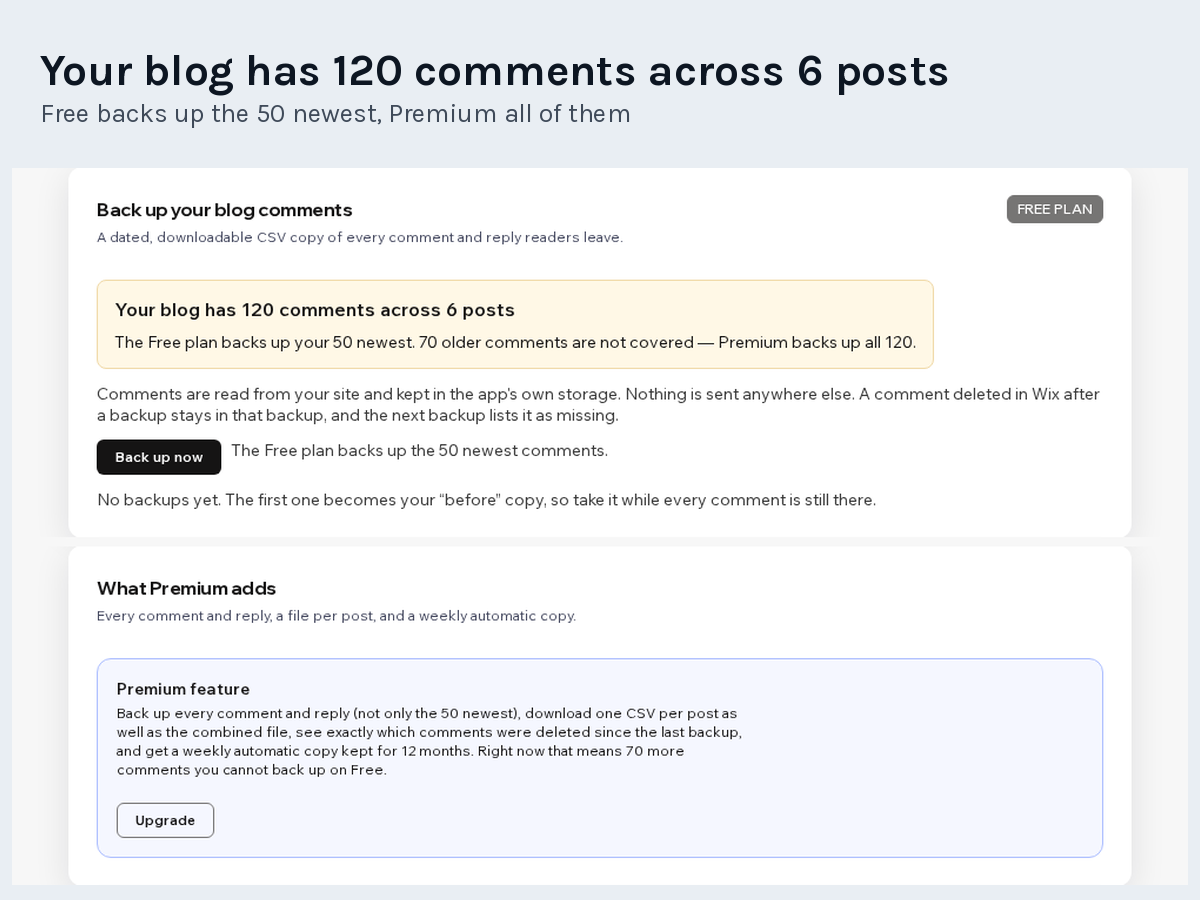 Your blog has 120 comments across 6 posts
Free backs up the 50 newest, Premium all of them
Back up your blog comments
FREE PLAN
A dated, downloadable CSV copy of every comment and reply readers leave.
Your blog has 120 comments across 6 posts
The Free plan backs up your 50 newest. 70 older comments are not covered — Premium backs up all 120.
Comments are read from your site and kept in the app's own storage. Nothing is sent anywhere else. A comment deleted in Wix after
a backup stays in that backup, and the next backup lists it as missing.
Back up now
The Free plan backs up the 50 newest comments.
No backups yet. The first one becomes your “before” copy, so take it while every comment is still there.
What Premium adds
Every comment and reply, a file per post, and a weekly automatic copy.
Premium feature
Back up every comment and reply (not only the 50 newest), download one CSV per post as
well as the combined file, see exactly which comments were deleted since the last backup,
and get a weekly automatic copy kept for 12 months. Right now that means 70 more
comments you cannot back up on Free.
Upgrade